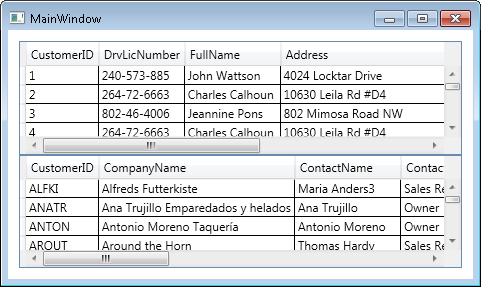 MainWindow
CustomerID DrvLicNumber FullName Address
1 240-573-885 John Wattson 4024 Locktar Drive
2 264-72-6663 Charles Calhoun 10630 Leila Rd #D4
3 802-46-4006 Jeannine Pons 802 Mimosa Road NW
4 264-72-6663 Charles Calhoun 10630 Leila Rd #D4
CustomerID CompanyName ContactName Contac
ALFKI Alfreds Futterkiste Maria Anders3 Sales Re
ANATR Ana Trujillo Emparedados y helados Ana Trujillo Owner
ANTON Antonio Moreno Taquería Antonio Moreno Owner
AROUT Around the Horn Thomas Hardy Sales Re